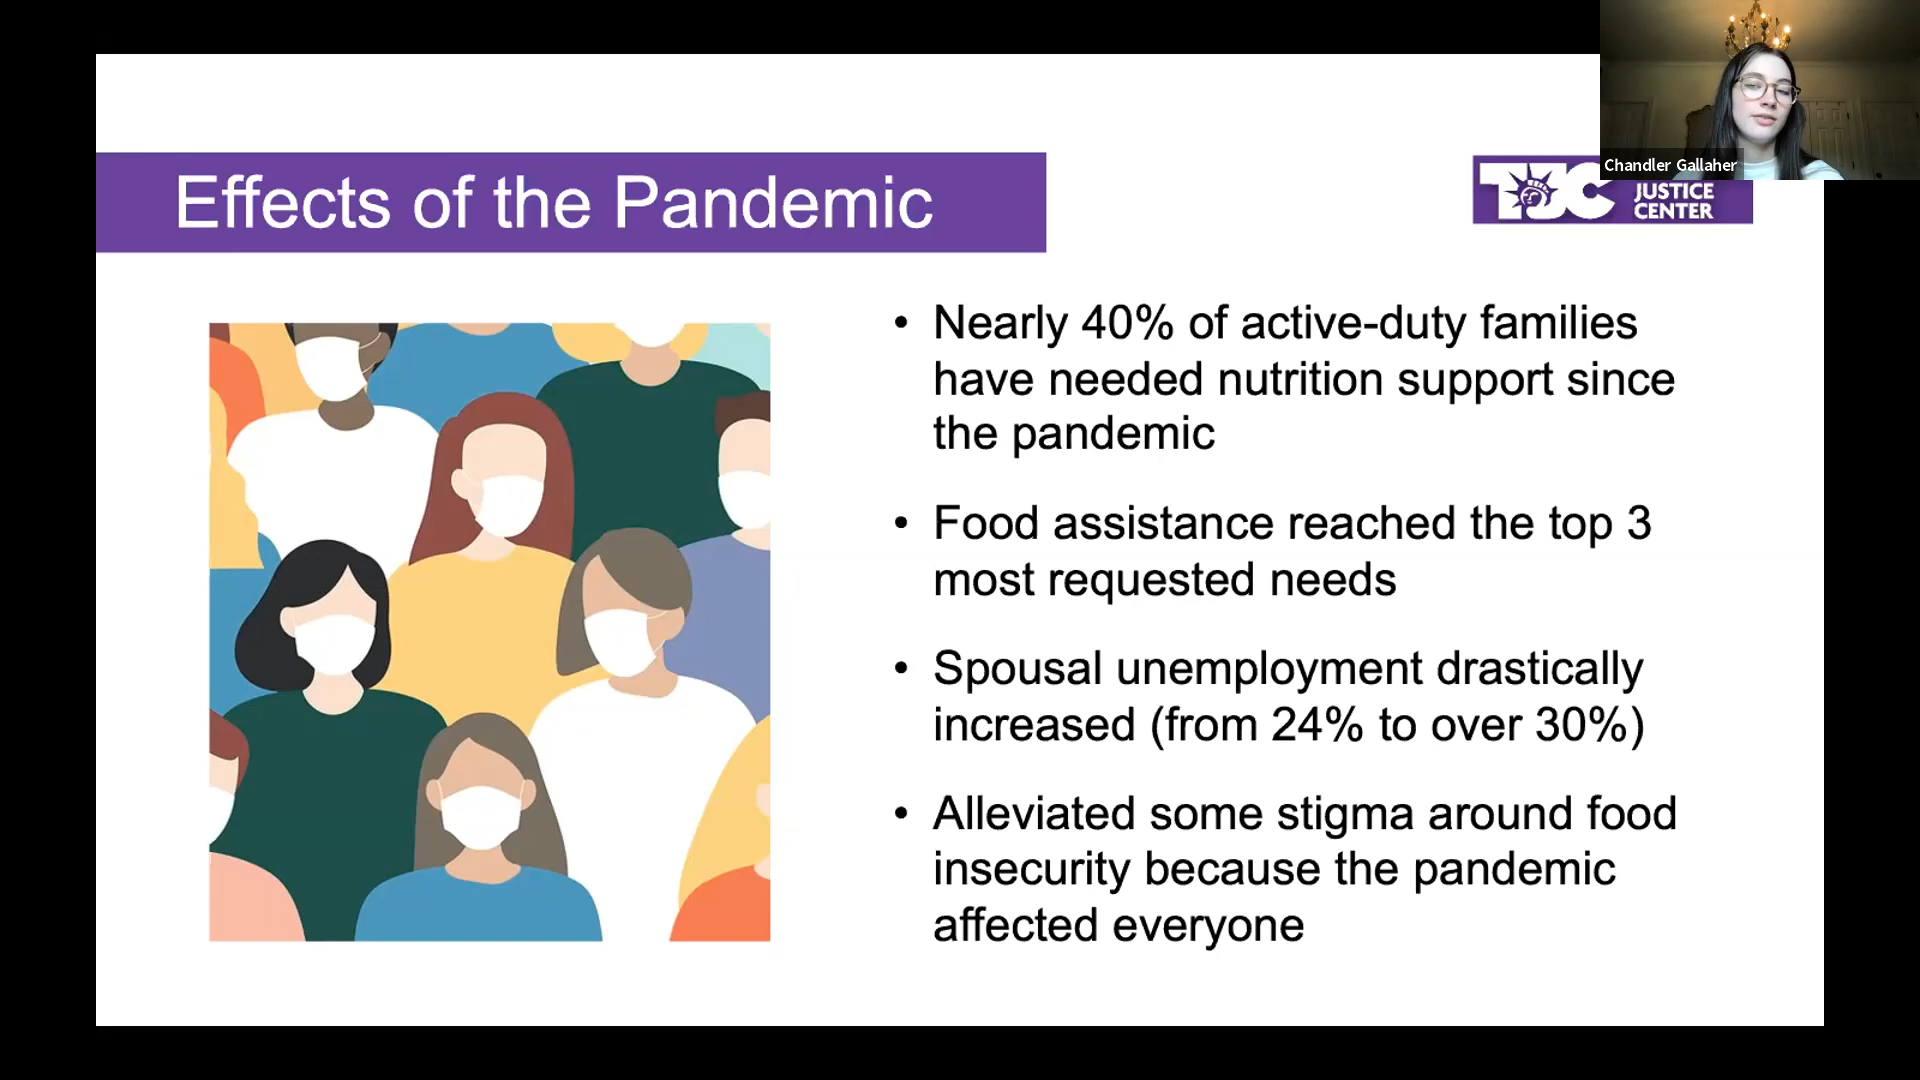 Chandler Gallaher
Effects of the Pandemic
TJC
JUSTICE
CENTER
• Nearly 40% of active-duty families
have needed nutrition support since
the pandemic
• Food assistance reached the top 3
most requested needs
• Spousal unemployment drastically
increased (from 24% to over 30%)
• Alleviated some stigma around food
insecurity because the pandemic
affected everyone